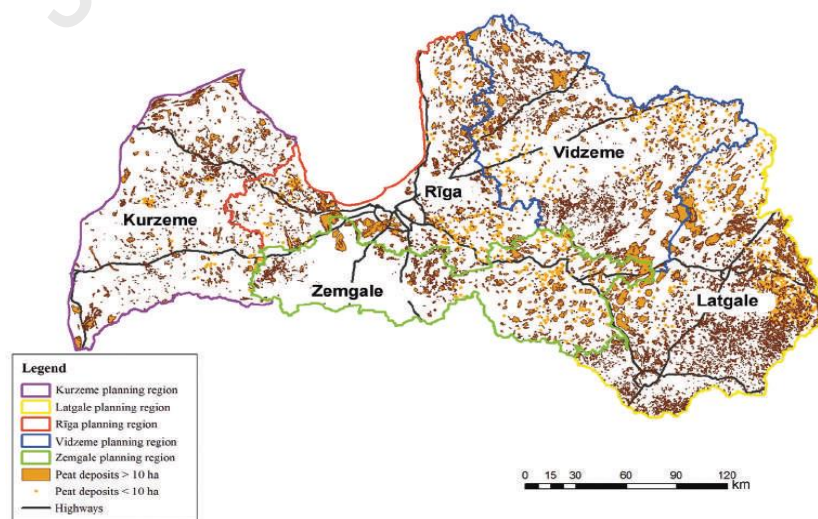 Vidzeme
Rīga
Kurzeme
Zemgale
Latgale
Legend
Kurzeme planning region
Latgale planning region
Rīga planning region
Vidzeme planning region
Zemgale planning region
Peat deposits > 10 ha
Peat deposits < 10 ha
Highways
0 15 30 60 90 120
km